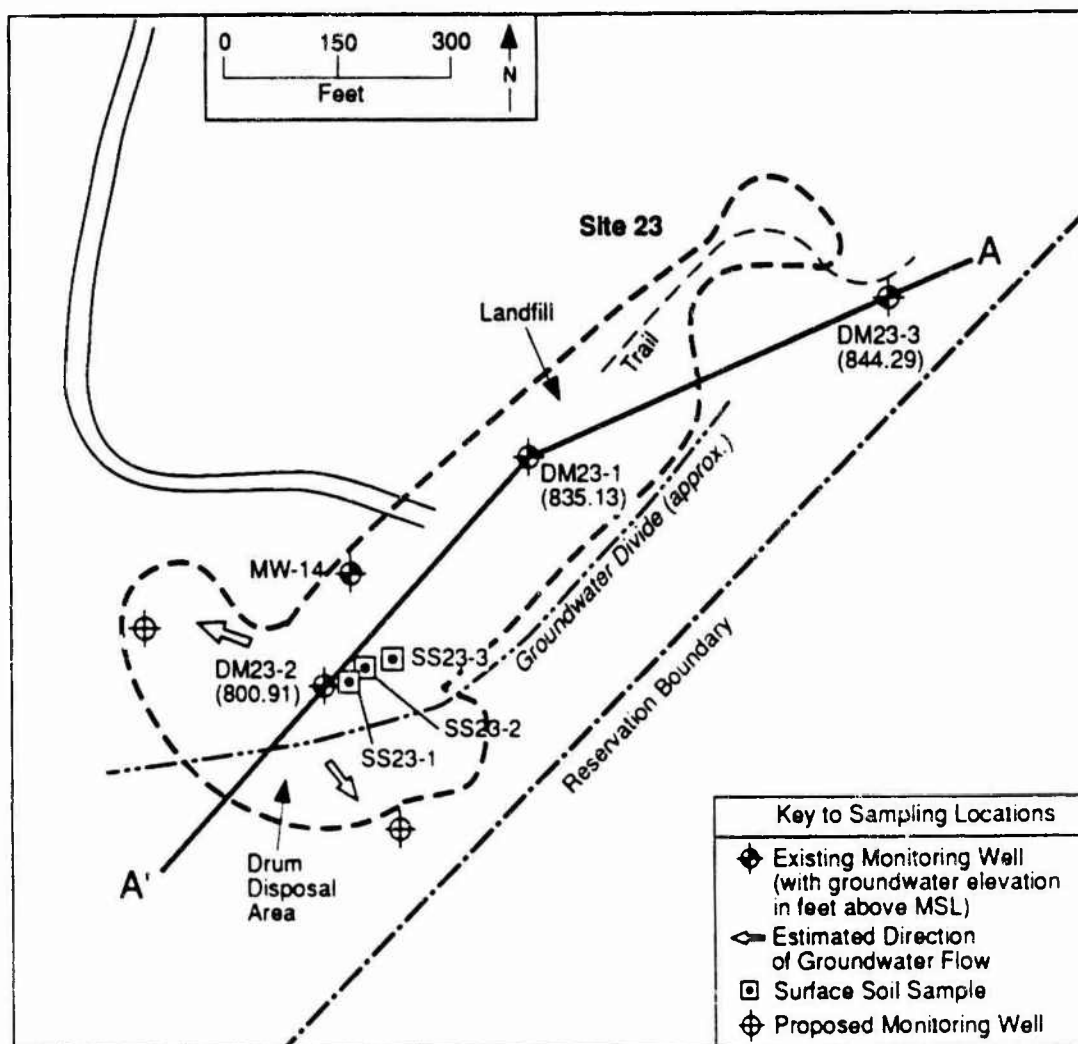 0 150 300
Feet
N
Site 23
A
Landfill
Trail
DM23-3
(844.29)
DM23-1
(835.13)
Groundwater Divide (approx.)
MW-14
DM23-2
(800.91)
SS23-3
SS23-2
SS23-1
Reservation Boundary
Drum
Disposal
Area
A'
Key to Sampling Locations
Existing Monitoring Well
(with groundwater elevation
in feet above MSL)
Estimated Direction
of Groundwater Flow
Surface Soil Sample
Proposed Monitoring Well